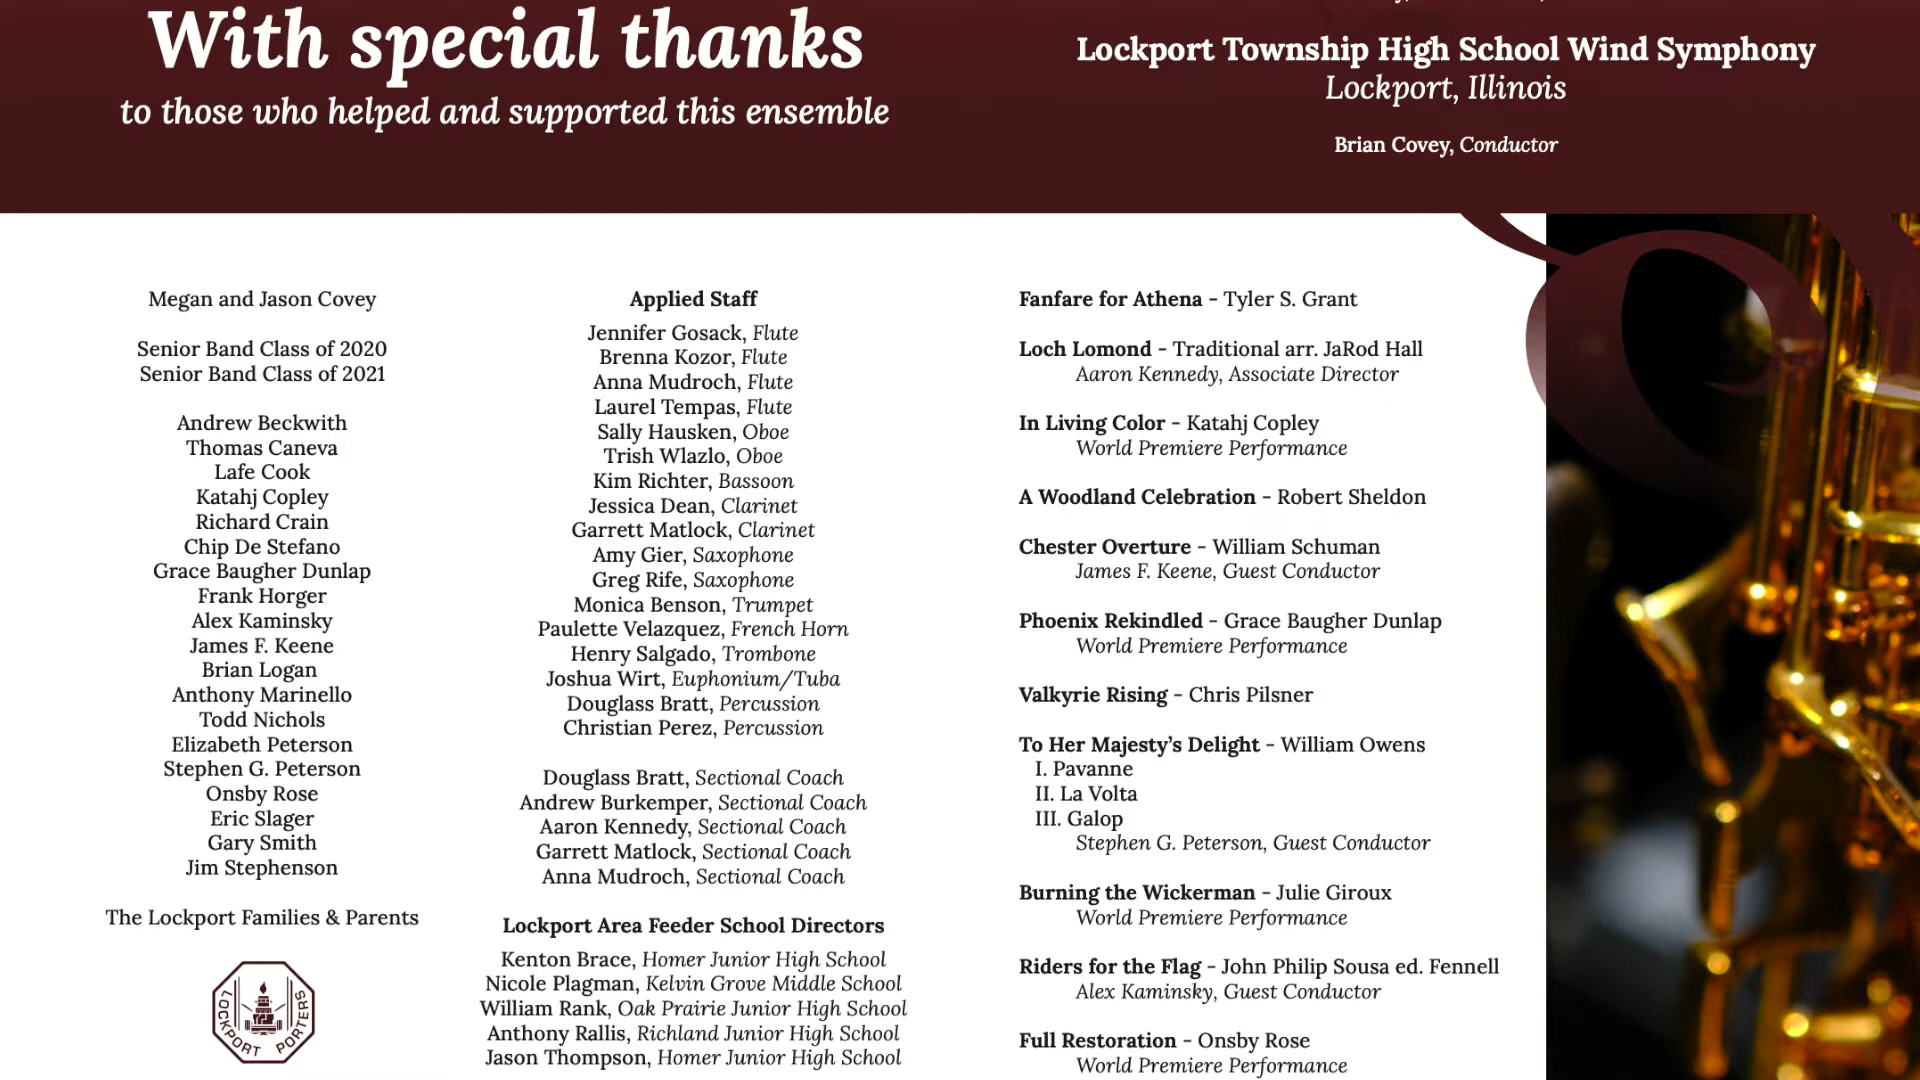 With special thanks
to those who helped and supported this ensemble
Lockport Township High School Wind Symphony
Lockport, Illinois
Brian Covey, Conductor
Megan and Jason Covey
Senior Band Class of 2020
Senior Band Class of 2021
Andrew Beckwith
Thomas Caneva
Lafe Cook
Katahj Copley
Richard Crain
Chip De Stefano
Grace Baugher Dunlap
Frank Horger
Alex Kaminsky
James F. Keene
Brian Logan
Anthony Marinello
Todd Nichols
Elizabeth Peterson
Stephen G. Peterson
Onsby Rose
Eric Slager
Gary Smith
Jim Stephenson
The Lockport Families & Parents
LOCKPORT PORTERS
Applied Staff
Jennifer Gosack, Flute
Brenna Kozor, Flute
Anna Mudroch, Flute
Laurel Tempas, Flute
Sally Hausken, Oboe
Trish Wlazlo, Oboe
Kim Richter, Bassoon
Jessica Dean, Clarinet
Garrett Matlock, Clarinet
Amy Gier, Saxophone
Greg Rife, Saxophone
Monica Benson, Trumpet
Paulette Velazquez, French Horn
Henry Salgado, Trombone
Joshua Wirt, Euphonium/Tuba
Douglass Bratt, Percussion
Christian Perez, Percussion
Douglass Bratt, Sectional Coach
Andrew Burkemper, Sectional Coach
Aaron Kennedy, Sectional Coach
Garrett Matlock, Sectional Coach
Anna Mudroch, Sectional Coach
Lockport Area Feeder School Directors
Kenton Brace, Homer Junior High School
Nicole Plagman, Kelvin Grove Middle School
William Rank, Oak Prairie Junior High School
Anthony Rallis, Richland Junior High School
Jason Thompson, Homer Junior High School
Fanfare for Athena - Tyler S. Grant
Loch Lomond - Traditional arr. JaRod Hall
Aaron Kennedy, Associate Director
In Living Color - Katahj Copley
World Premiere Performance
A Woodland Celebration - Robert Sheldon
Chester Overture - William Schuman
James F. Keene, Guest Conductor
Phoenix Rekindled - Grace Baugher Dunlap
World Premiere Performance
Valkyrie Rising - Chris Pilsner
To Her Majesty's Delight - William Owens
I. Pavanne
II. La Volta
III. Galop
Stephen G. Peterson, Guest Conductor
Burning the Wickerman - Julie Giroux
World Premiere Performance
Riders for the Flag - John Philip Sousa ed. Fennell
Alex Kaminsky, Guest Conductor
Full Restoration - Onsby Rose
World Premiere Performance